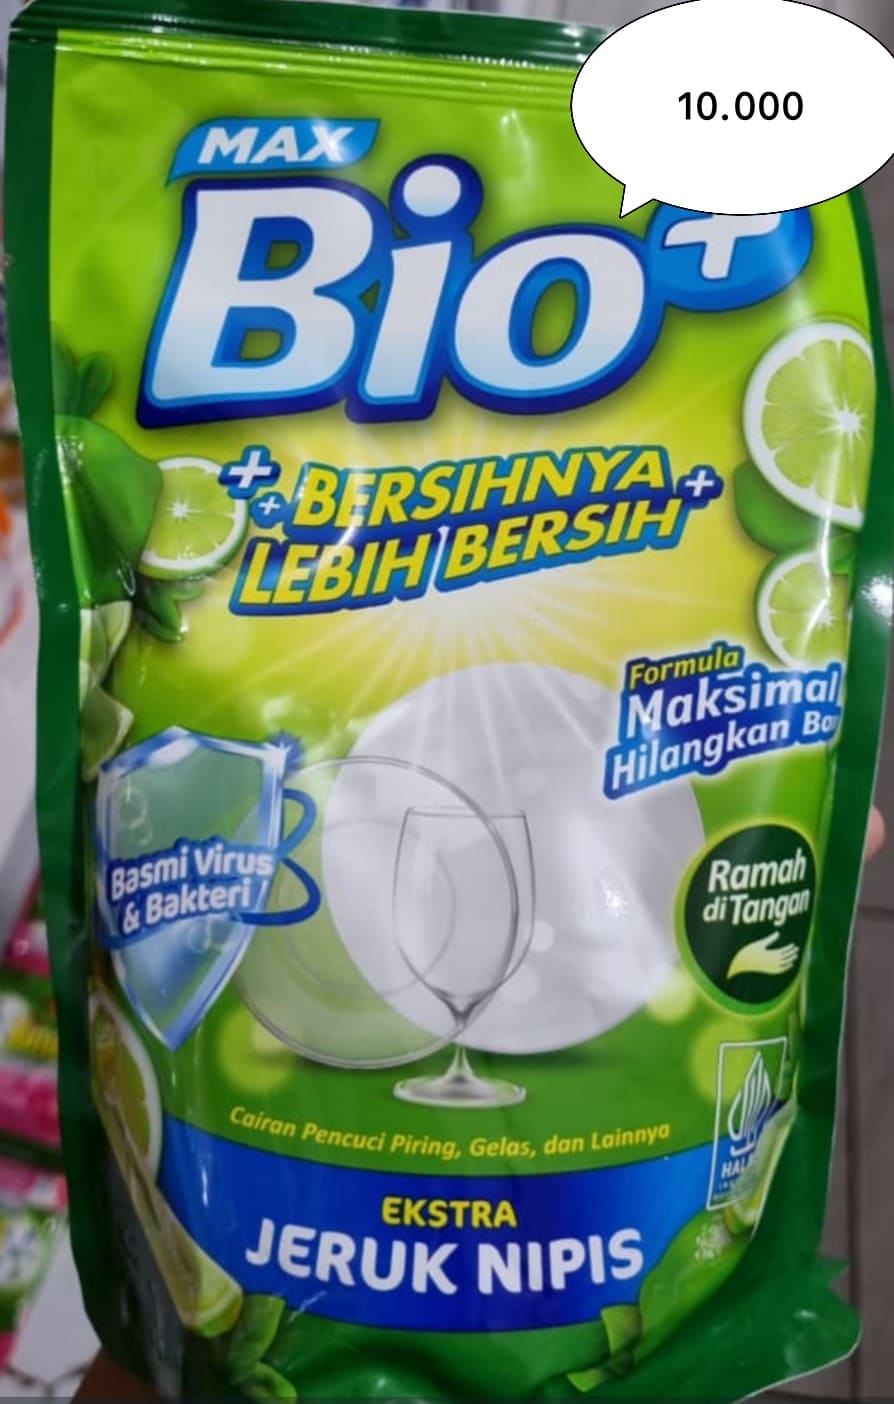 10.000
MAX
Bio+
BERSIHNYA
LEBIH BERSIH
Formula
Maksimal
Hilangkan
Basmi Virus
& Bakteri
Ramah
di Tangan
Cairan Pencuci Piring, Gelas, dan Lainnya
EKSTRA
JERUK NIPIS